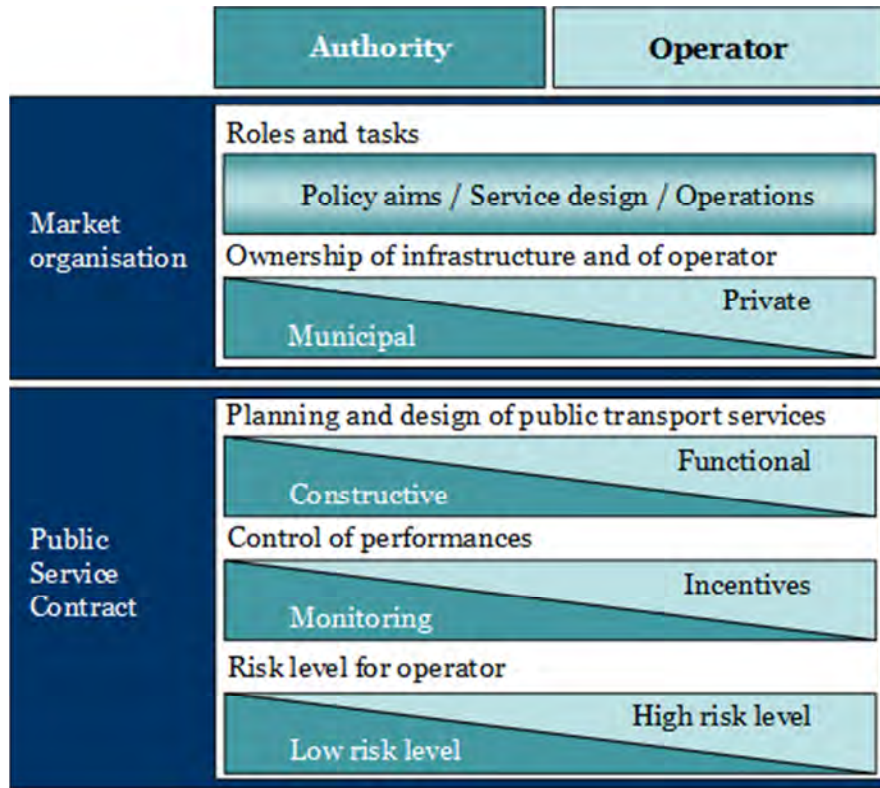 Authority
Operator
Market
organisation
Roles and tasks
Policy aims / Service design / Operations
Ownership of infrastructure and of operator
Private
Municipal
Public
Service
Contract
Planning and design of public transport services
Functional
Constructive
Control of performances
Incentives
Monitoring
Risk level for operator
High risk level
Low risk level